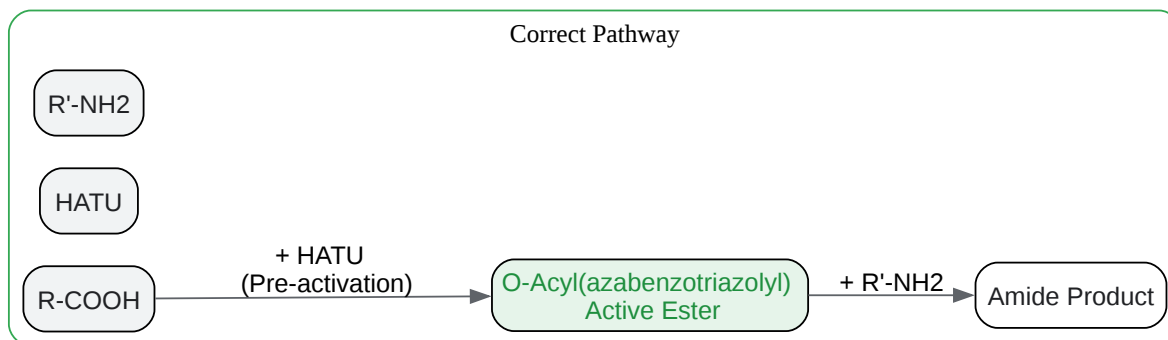 Correct Pathway
R'-NH2
HATU
R-COOH
+ HATU
(Pre-activation)
O-Acyl(azabenzotriazolyl)
Active Ester
+ R'-NH2
Amide Product